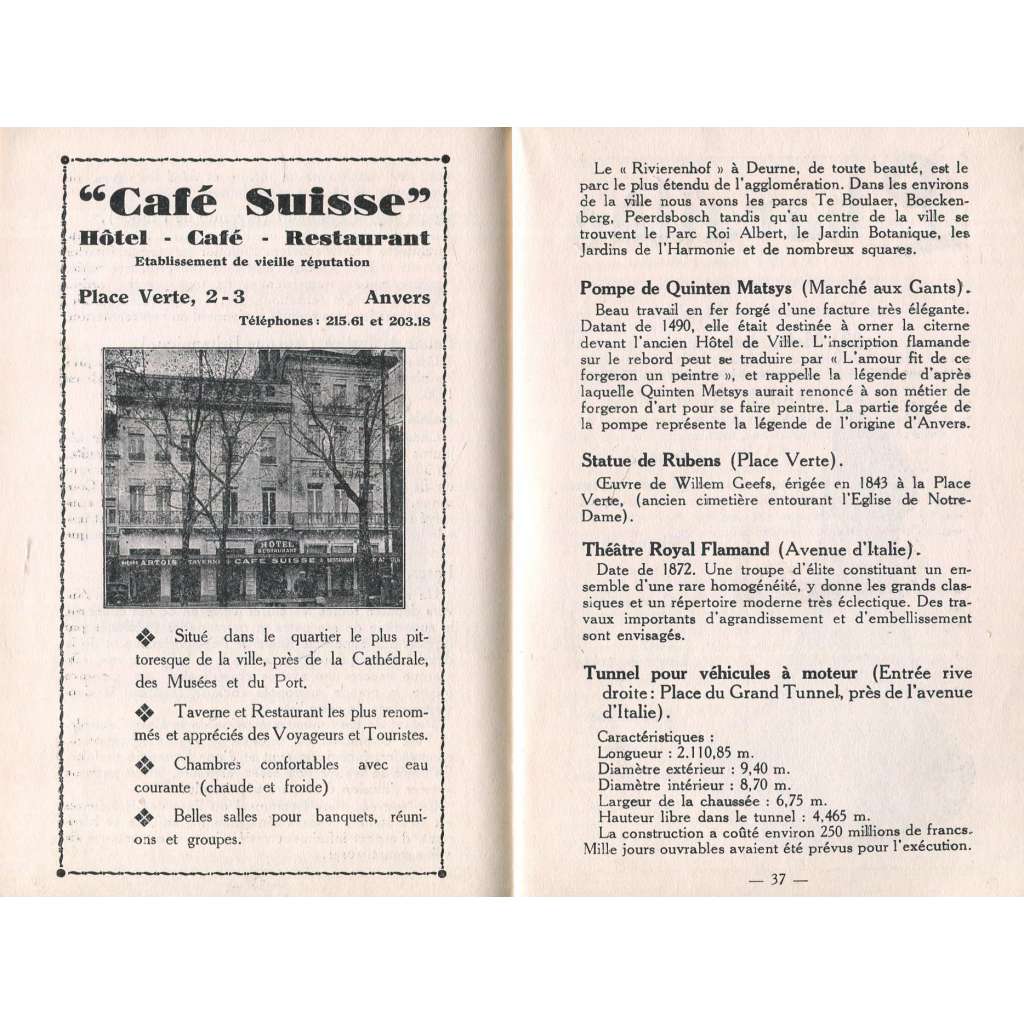 “Café Suisse”
Hôtel - Café - Restaurant
Etablissement de vieille réputation
Place Verte, 2-3 Anvers
Téléphones : 215.61 et 203.18
HÔTEL
RESTAURANT
ARTOIS TAVERNE CAFE SUISSE RESTAURANT
❖ Situé dans le quartier le plus pit-
toresque de la ville, près de la Cathédrale,
des Musées et du Port.
❖ Taverne et Restaurant les plus renom-
més et appréciés des Voyageurs et Touristes.
❖ Chambres confortables avec eau
courante (chaude et froide)
❖ Belles salles pour banquets, réuni-
ons et groupes.
Le « Rivierenhof » à Deurne, de toute beauté, est le
parc le plus étendu de l'agglomération. Dans les environs
de la ville nous avons les parcs Te Boulaer, Boecken-
berg, Peerdsbosch tandis qu'au centre de la ville se
trouvent le Parc Roi Albert, le Jardin Botanique, les
Jardins de l'Harmonie et de nombreux squares.
Pompe de Quinten Matsys (Marché aux Gants).
Beau travail en fer forgé d'une facture très élégante.
Datant de 1490, elle était destinée à orner la citerne
devant l'ancien Hôtel de Ville. L'inscription flamande
sur le rebord peut se traduire par « L'amour fit de ce
forgeron un peintre », et rappelle la légende d'après
laquelle Quinten Metsys aurait renoncé à son métier de
forgeron d'art pour se faire peintre. La partie forgée de
la pompe représente la légende de l'origine d'Anvers.
Statue de Rubens (Place Verte).
Œuvre de Willem Geefs, érigée en 1843 à la Place
Verte, (ancien cimetière entourant l'Eglise de Notre-
Dame).
Théâtre Royal Flamand (Avenue d'Italie).
Date de 1872. Une troupe d'élite constituant un en-
semble d'une rare homogénéité, y donne les grands clas-
siques et un répertoire moderne très éclectique. Des tra-
vaux importants d'agrandissement et d'embellissement
sont envisagés.
Tunnel pour véhicules à moteur (Entrée rive
droite : Place du Grand Tunnel, près de l'avenue
d'Italie).
Caractéristiques :
Longueur : 2.110,85 m.
Diamètre extérieur : 9,40 m.
Diamètre intérieur : 8,70 m.
Largeur de la chaussée : 6,75 m.
Hauteur libre dans le tunnel : 4,465 m.
La construction a coûté environ 250 millions de francs.
Mille jours ouvrables avaient été prévus pour l'exécution.
— 37 —